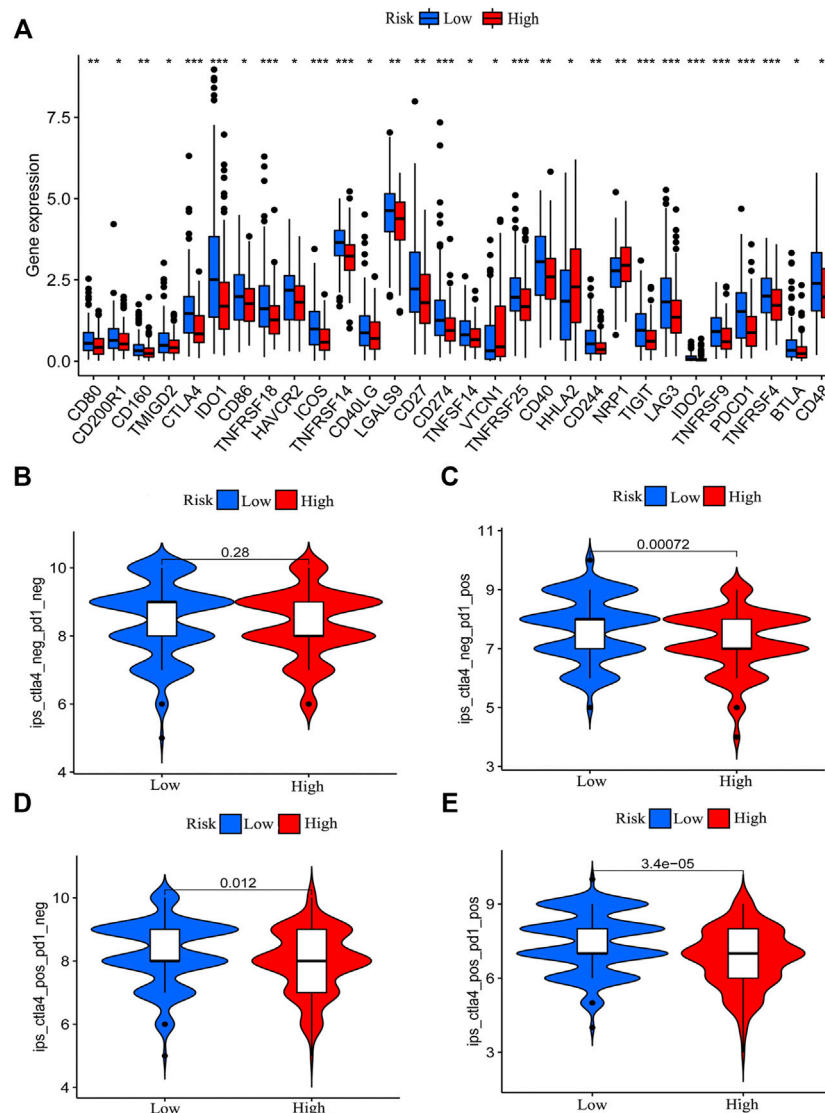 A
Risk Low High
** * ** * *** *** * *** * *** *** * ** ** *** * * *** ** * ** ** *** *** *** *** *** *** * *
Gene expression
7.5
5.0
2.5
0.0
CD80
CD200R1
CD160
TMIGD2
CTLA4
IDO1
CD86
TNFRSF18
HAVCR2
ICOS
TNFRSF14
CD40LG
LGALS9
CD27
CD274
TNFSF14
VTCN1
TNFRSF25
CD40
HHLA2
CD244
NRP1
TIGIT
LAG3
IDO2
TNFRSF9
PDCD1
TNFRSF4
BTLA
CD48
B
Risk Low High
ips_ctla4_neg_pd1_neg
10
8
6
4
0.28
Low High
C
Risk Low High
ips_ctla4_neg_pd1_pos
11
9
7
5
3
0.00072
Low High
D
Risk Low High
ips_ctla4_pos_pd1_neg
10
8
6
4
0.012
Low High
E
Risk Low High
ips_ctla4_pos_pd1_pos
9
6
3
3.4e-05
Low High